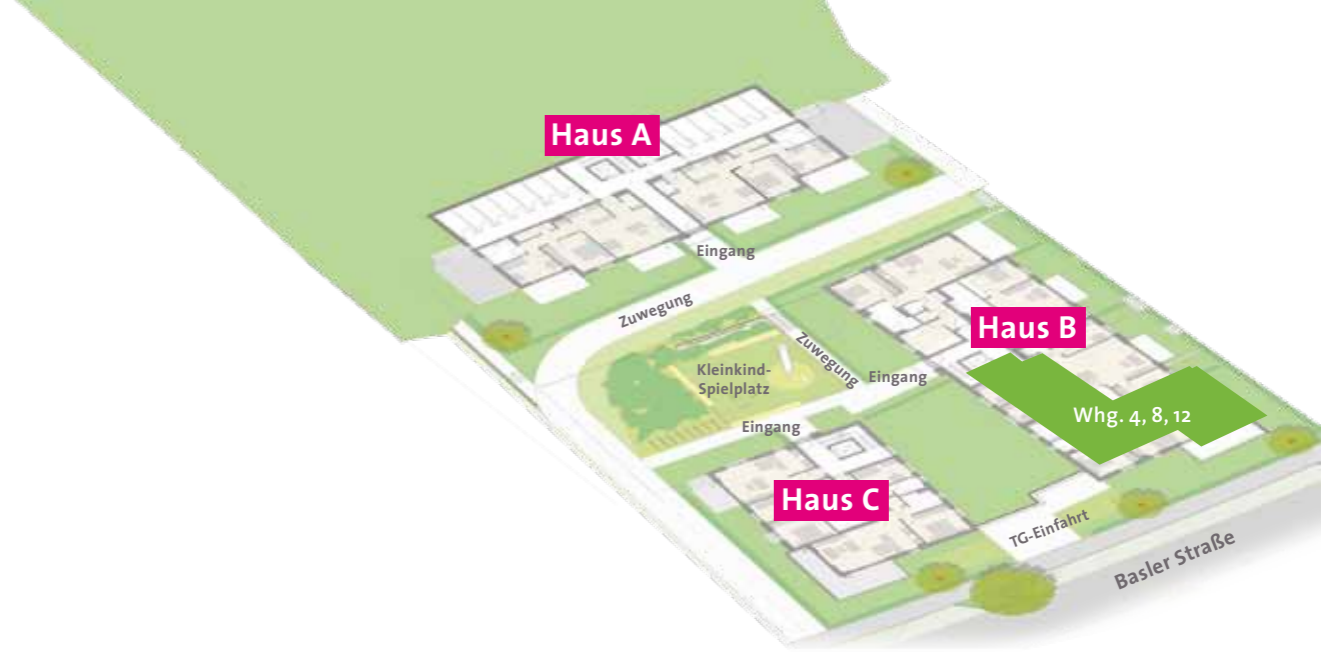 Haus A
Eingang
Zuwegung
Haus B
Zuwegung
Kleinkind-
Spielplatz
Eingang
Whg. 4, 8, 12
Eingang
Haus C
TG-Einfahrt
Basler Straße